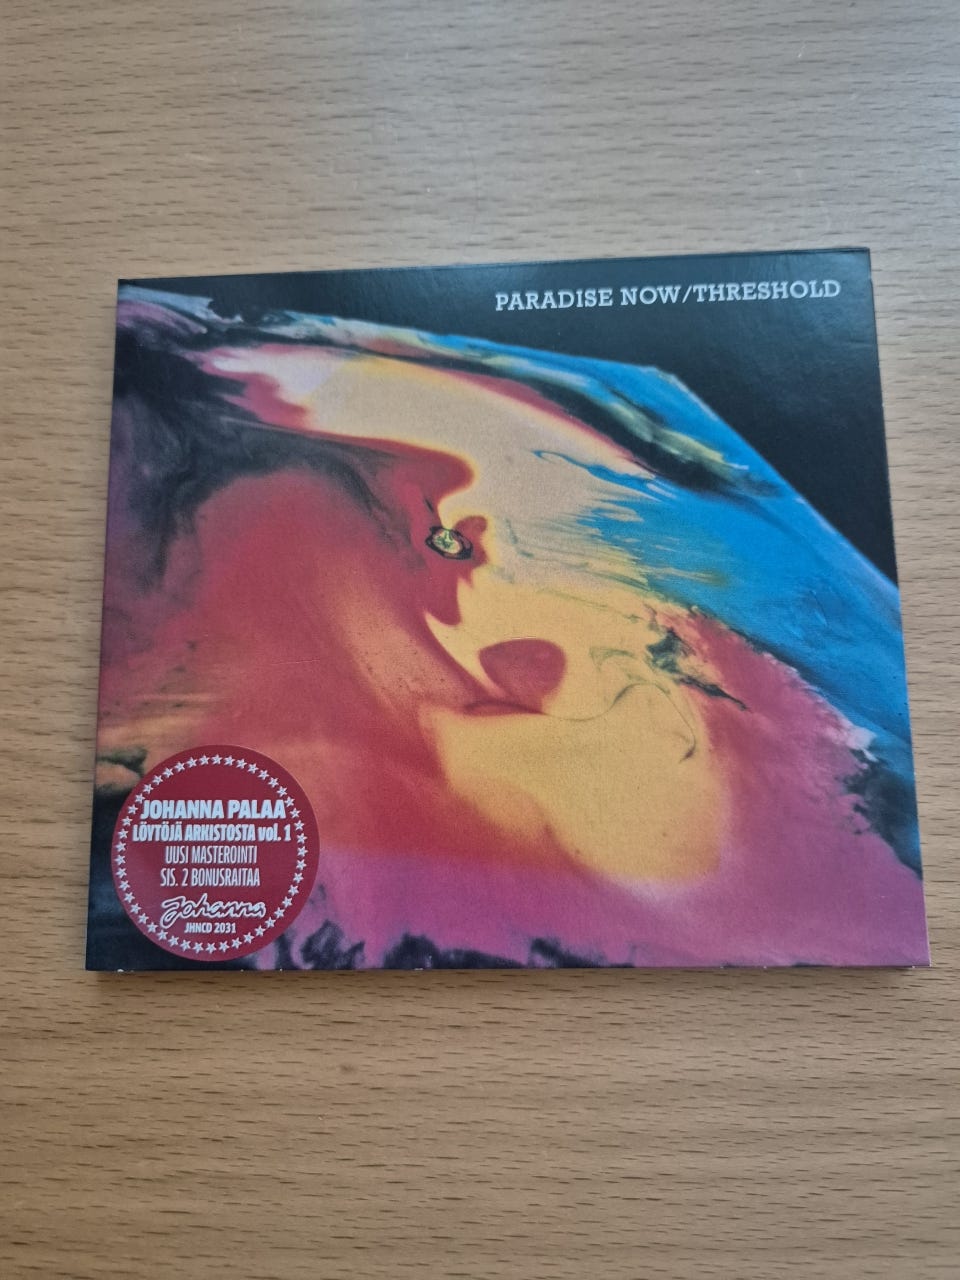 PARADISE NOW/THRESHOLD
JOHANNA PALAA
LÖYTÖJÄ ARKISTOSTA vol. 1
UUSI MASTEROINTI
SIS. 2 BONUSRAITAA
Johanna
JHNCD 2031